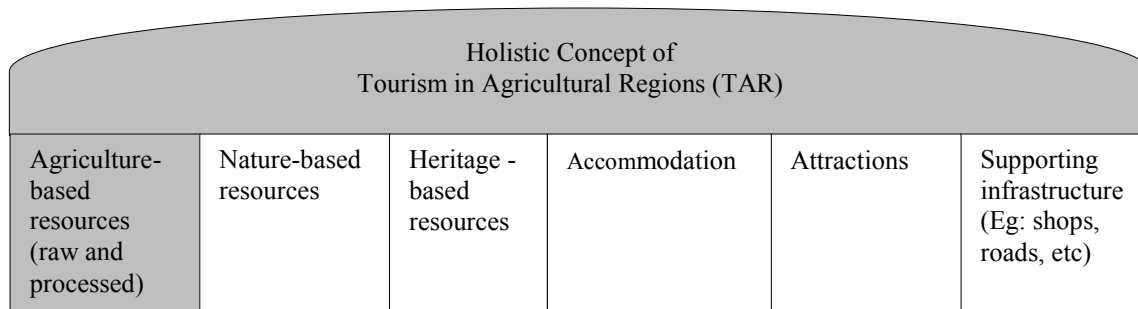 Holistic Concept of
Tourism in Agricultural Regions (TAR)
Agriculture-
based
resources
(raw and
processed)
Nature-based
resources
Heritage -
based
resources
Accommodation
Attractions
Supporting
infrastructure
(Eg: shops,
roads, etc)